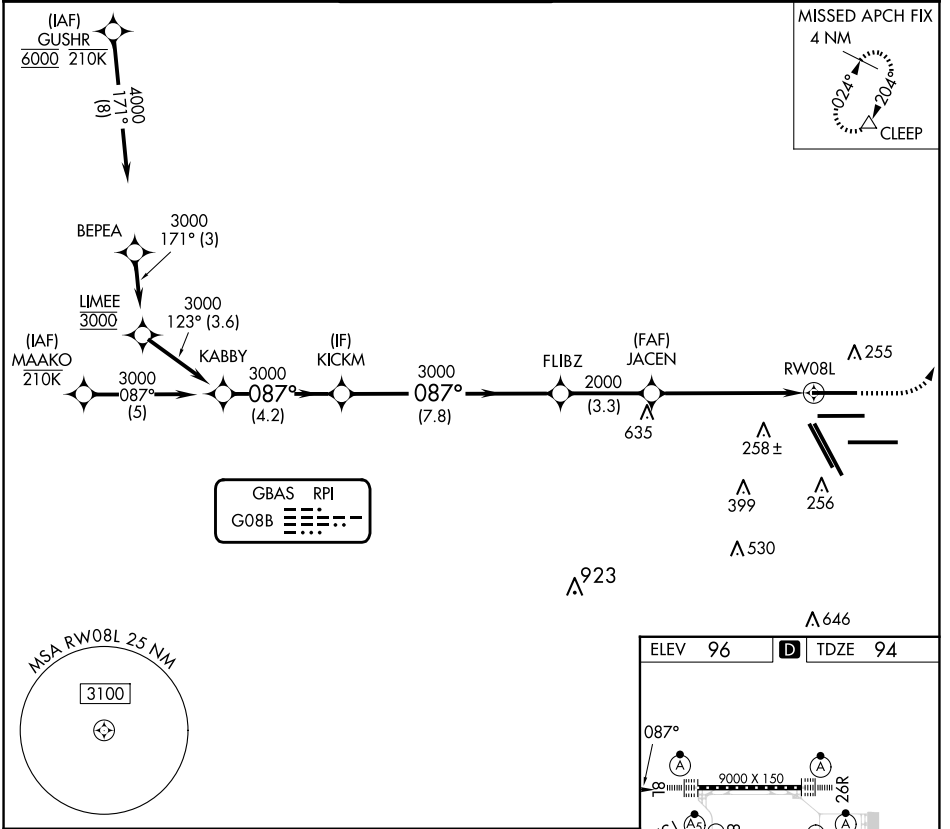 (IAF)
GUSHR
6000 210K
4000
171°
(8)
MISSED APCH FIX
4 NM
024°
204°
CLEEP
BEPEA
3000
171° (3)
LIMEE
3000
3000
123° (3.6)
(IAF)
MAAKO
210K
3000
087°
(5)
KABBY
3000
087°
(4.2)
(IF)
KICKM
3000
087°
(7.8)
FLIBZ
2000
(3.3)
(FAF)
JACEN
635
RW08L
255
258 ±
399
256
530
923
646
GBAS RPI
G08B
MSA RW08L 25 NM
3100
ELEV 96 D TDZE 94
087°
A
A
8L
9000 X 150
26R
A5
A